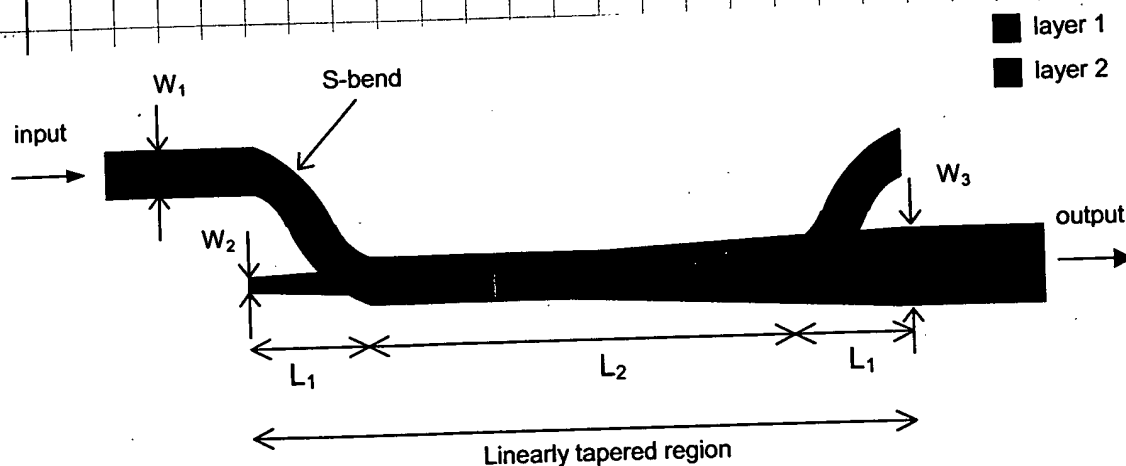 layer 1
layer 2
W₁
S-bend
input
W₃
output
W₂
L₁
L₂
L₁
Linearly tapered region